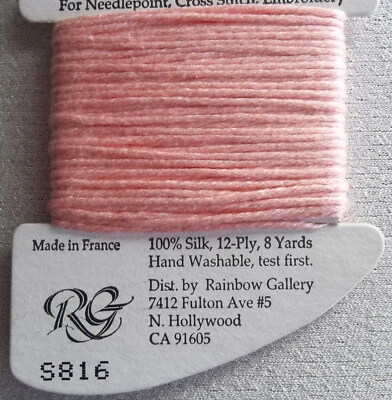 For Needlepoint, Cross Stitch, Embroidery
Made in France
100% Silk, 12-Ply, 8 Yards
Hand Washable, test first.
Dist. by Rainbow Gallery
7412 Fulton Ave #5
N. Hollywood
CA 91605
RG
S816